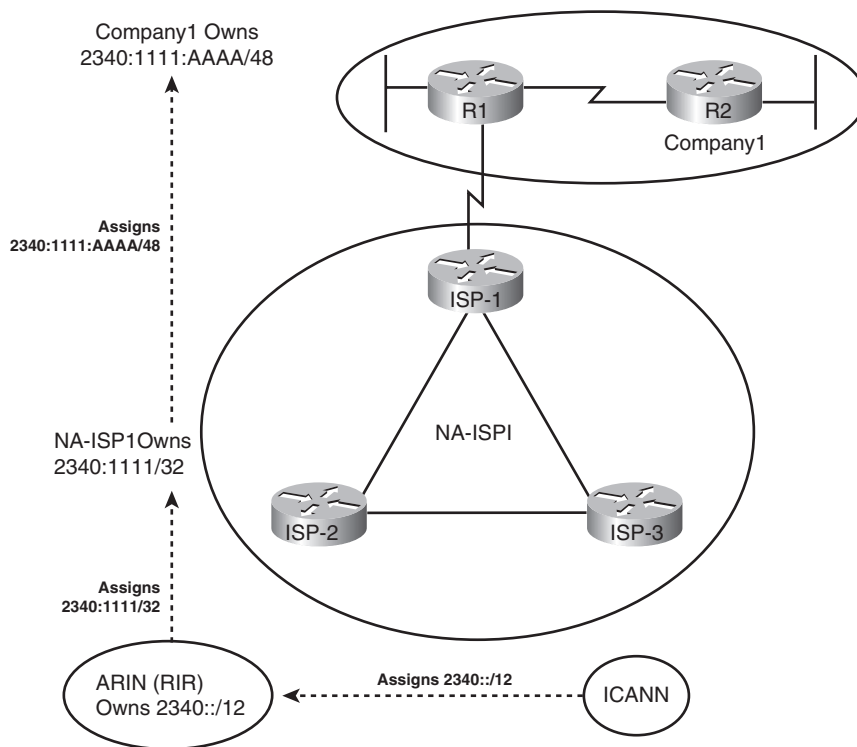 Company1 Owns
2340:1111:AAAA/48
R1
R2
Company1
Assigns
2340:1111:AAAA/48
ISP-1
NA-ISP1Owns
2340:1111/32
NA-ISPI
ISP-2
ISP-3
Assigns
2340:1111/32
ARIN (RIR)
Owns 2340::/12
Assigns 2340::/12
ICANN